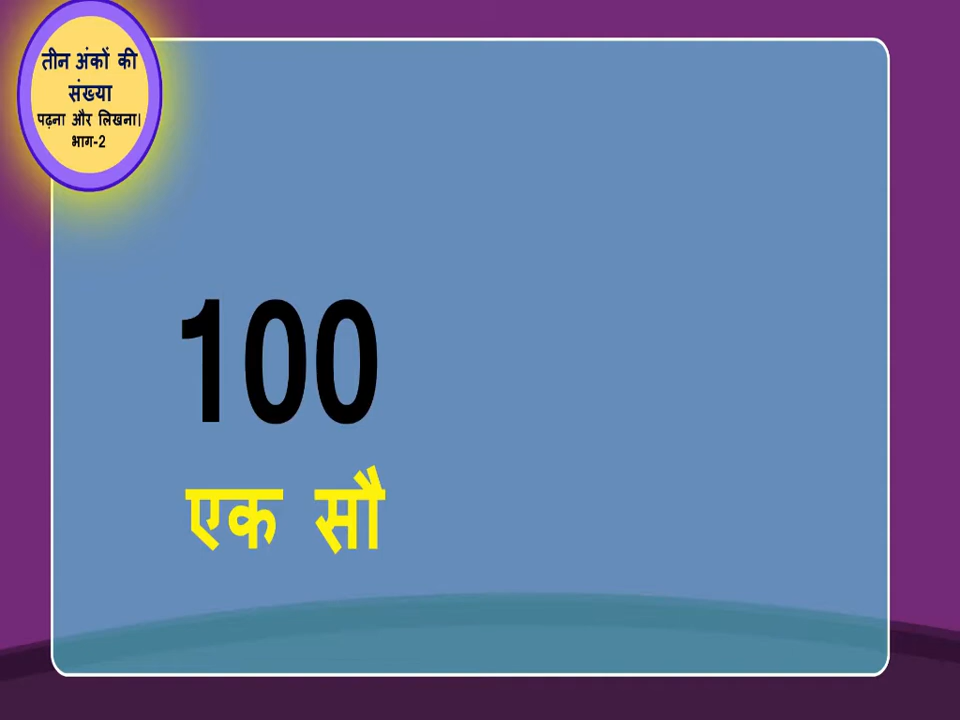 तीन अंकों की
संख्या
पढ़ना और लिखना।
भाग-2
100
एक सौ